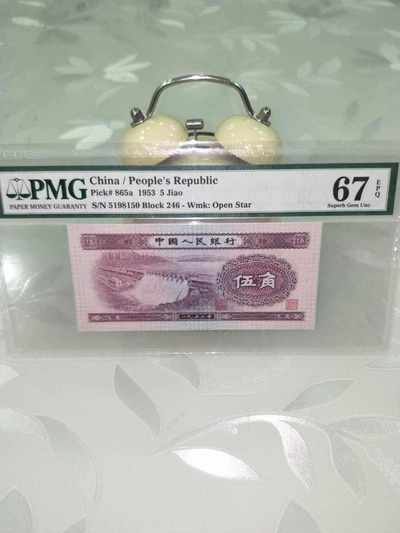 PMG
PAPER MONEY GUARANTY
China / People's Republic
Pick# 865a 1953 5 Jiao
S/N 5198150 Block 246 - Wmk: Open Star
67 EPQ
Superb Gem Unc
中國人民銀行
伍角